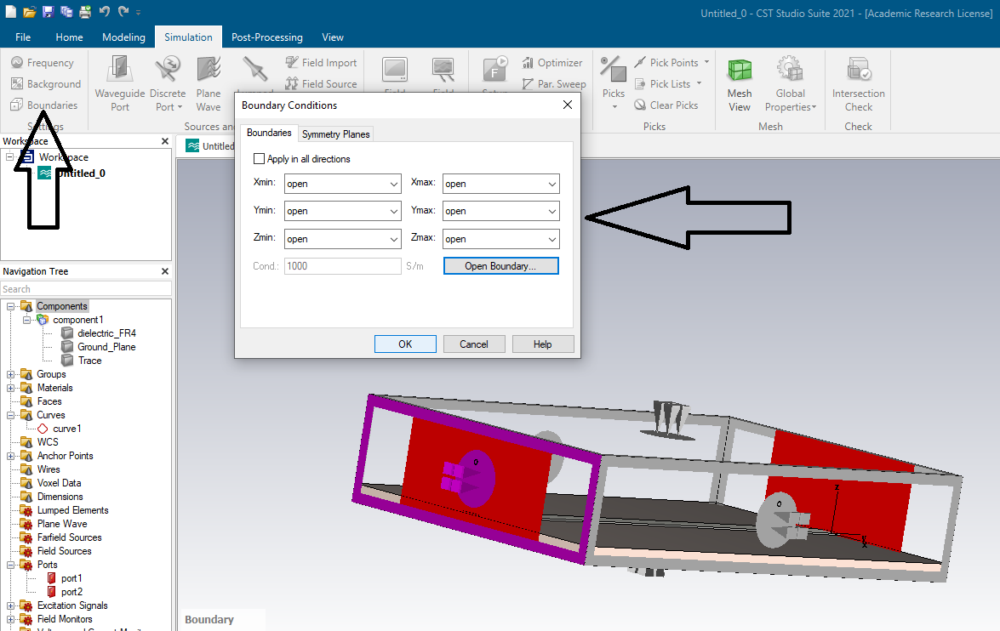 Untitled_0 - CST Studio Suite 2021 - [Academic Research License]
File Home Modeling Simulation Post-Processing View
Frequency
Background
Boundaries
Settings
Waveguide Port
Discrete Port
Plane Wave
Field Import
Field Source
Sources and
Optimizer
Par. Sweep
Picks
Pick Points
Pick Lists
Clear Picks
Picks
Mesh View
Global Properties
Mesh
Intersection Check
Check
Boundary Conditions
Boundaries Symmetry Planes
Apply in all directions
Xmin: open Xmax: open
Ymin: open Ymax: open
Zmin: open Zmax: open
Cond.: 1000 S/m Open Boundary...
OK Cancel Help
Workspace
Workspace
Untitled_0
Untitled
Navigation Tree
Search
Components
component1
dielectric_FR4
Ground_Plane
Trace
Groups
Materials
Faces
Curves
curve1
WCS
Anchor Points
Wires
Voxel Data
Dimensions
Lumped Elements
Plane Wave
Farfield Sources
Field Sources
Ports
port1
port2
Excitation Signals
Field Monitors
0
0
z
y
x
Boundary